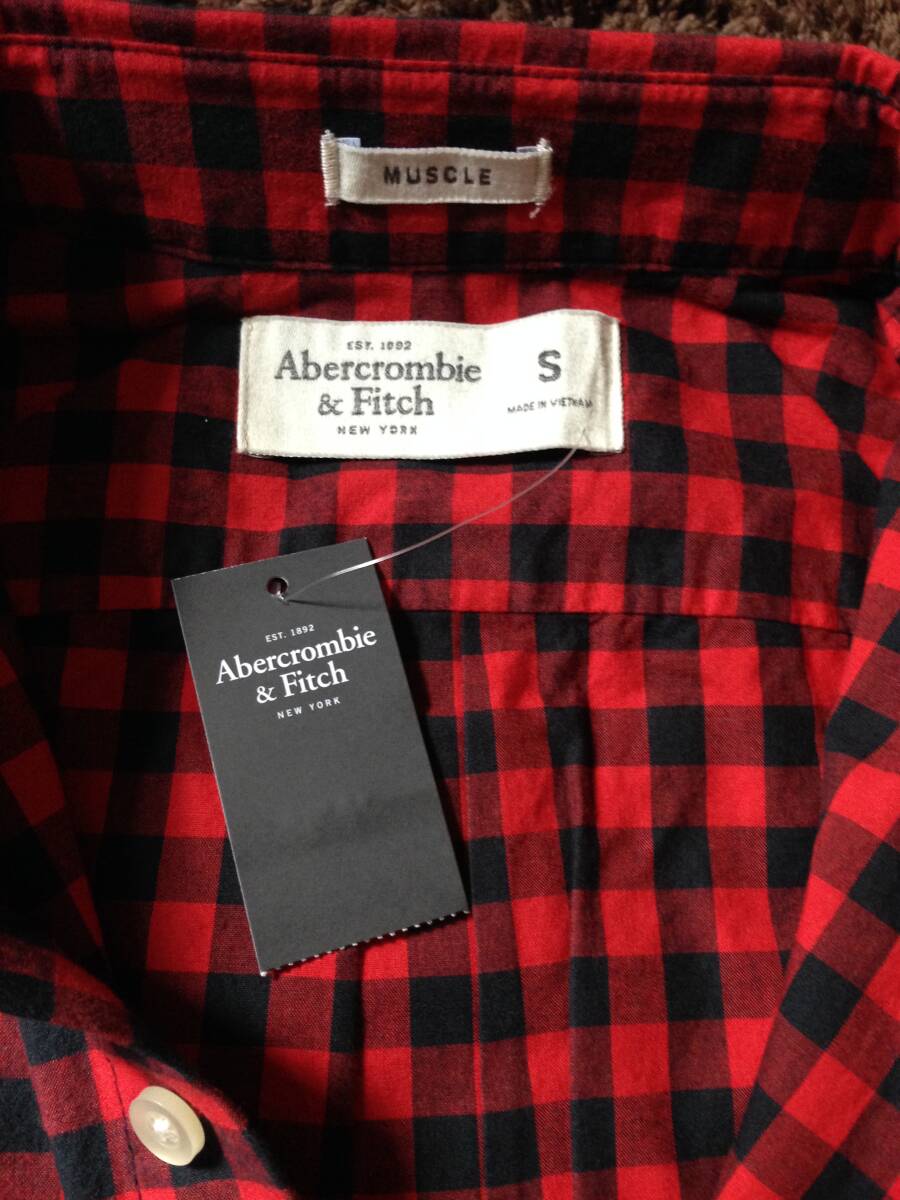 MUSCLE
EST. 1892
Abercrombie
& Fitch
NEW YORK
S
MADE IN VIETNAM
EST. 1892
Abercrombie
& Fitch
NEW YORK